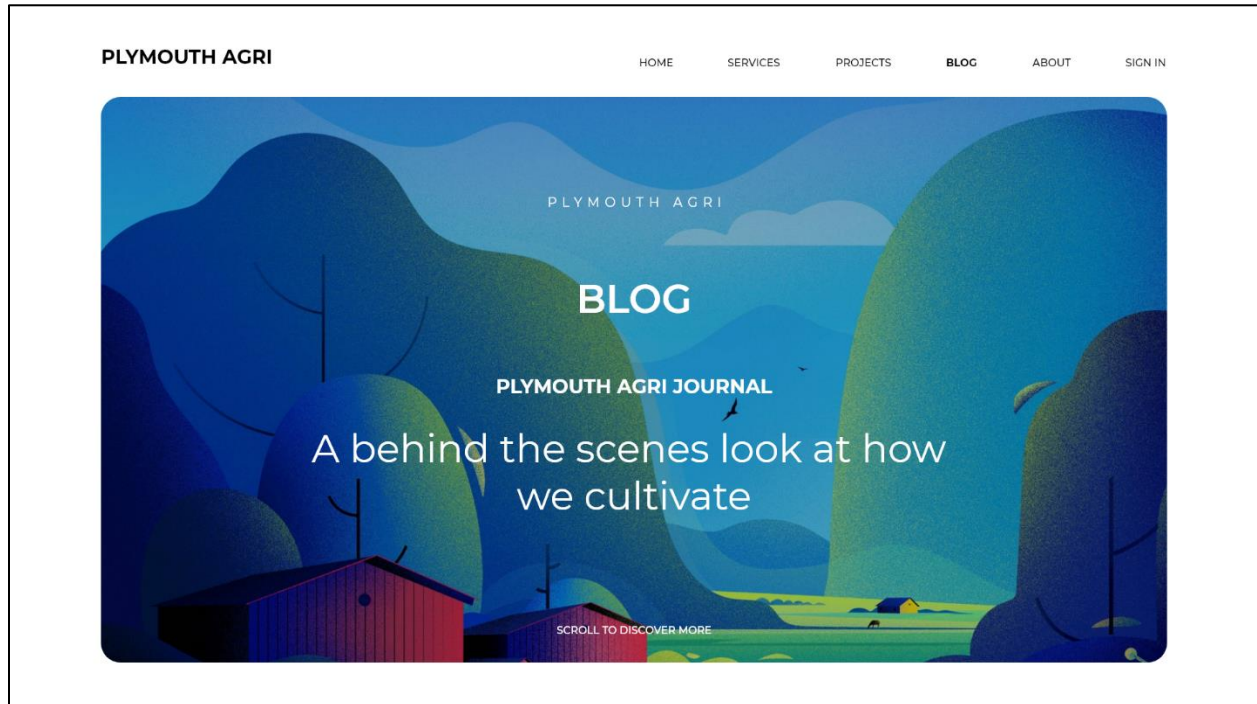 PLYMOUTH AGRI
HOME SERVICES PROJECTS BLOG ABOUT SIGN IN
PLYMOUTH AGRI
BLOG
PLYMOUTH AGRI JOURNAL
A behind the scenes look at how
we cultivate
SCROLL TO DISCOVER MORE